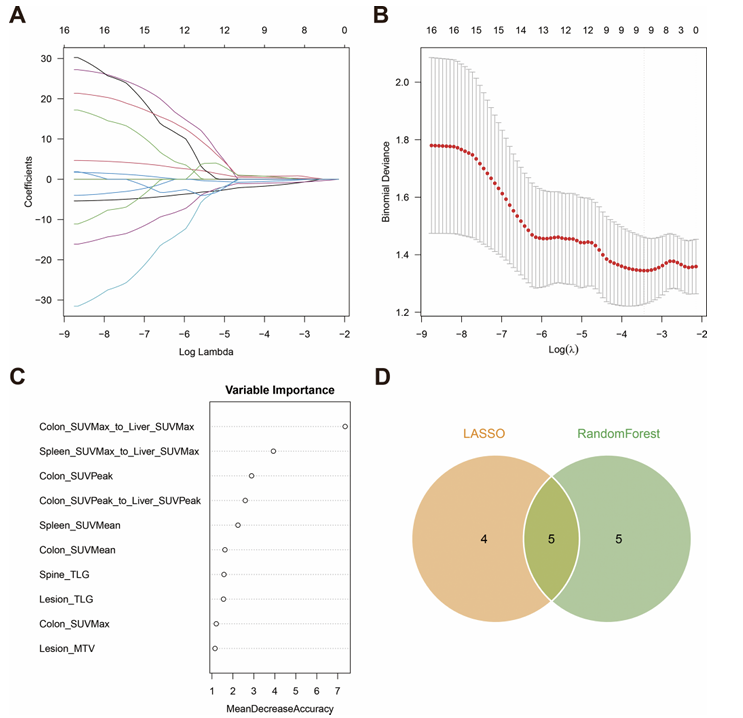 A
16 16 15 12 12 9 8 0
30
20
10
0
−10
−20
−30
Coefficients
−9 −8 −7 −6 −5 −4 −3 −2
Log Lambda
B
16 16 15 15 14 13 12 12 9 9 9 8 3 0
2.0
1.8
1.6
1.4
1.2
Binomial Deviance
−9 −8 −7 −6 −5 −4 −3 −2
Log(λ)
C
Variable Importance
Colon_SUVMax_to_Liver_SUVMax
Spleen_SUVMax_to_Liver_SUVMax
Colon_SUVPeak
Colon_SUVPeak_to_Liver_SUVPeak
Spleen_SUVMean
Colon_SUVMean
Spine_TLG
Lesion_TLG
Colon_SUVMax
Lesion_MTV
1 2 3 4 5 6 7
MeanDecreaseAccuracy
D
LASSO RandomForest
4 5 5